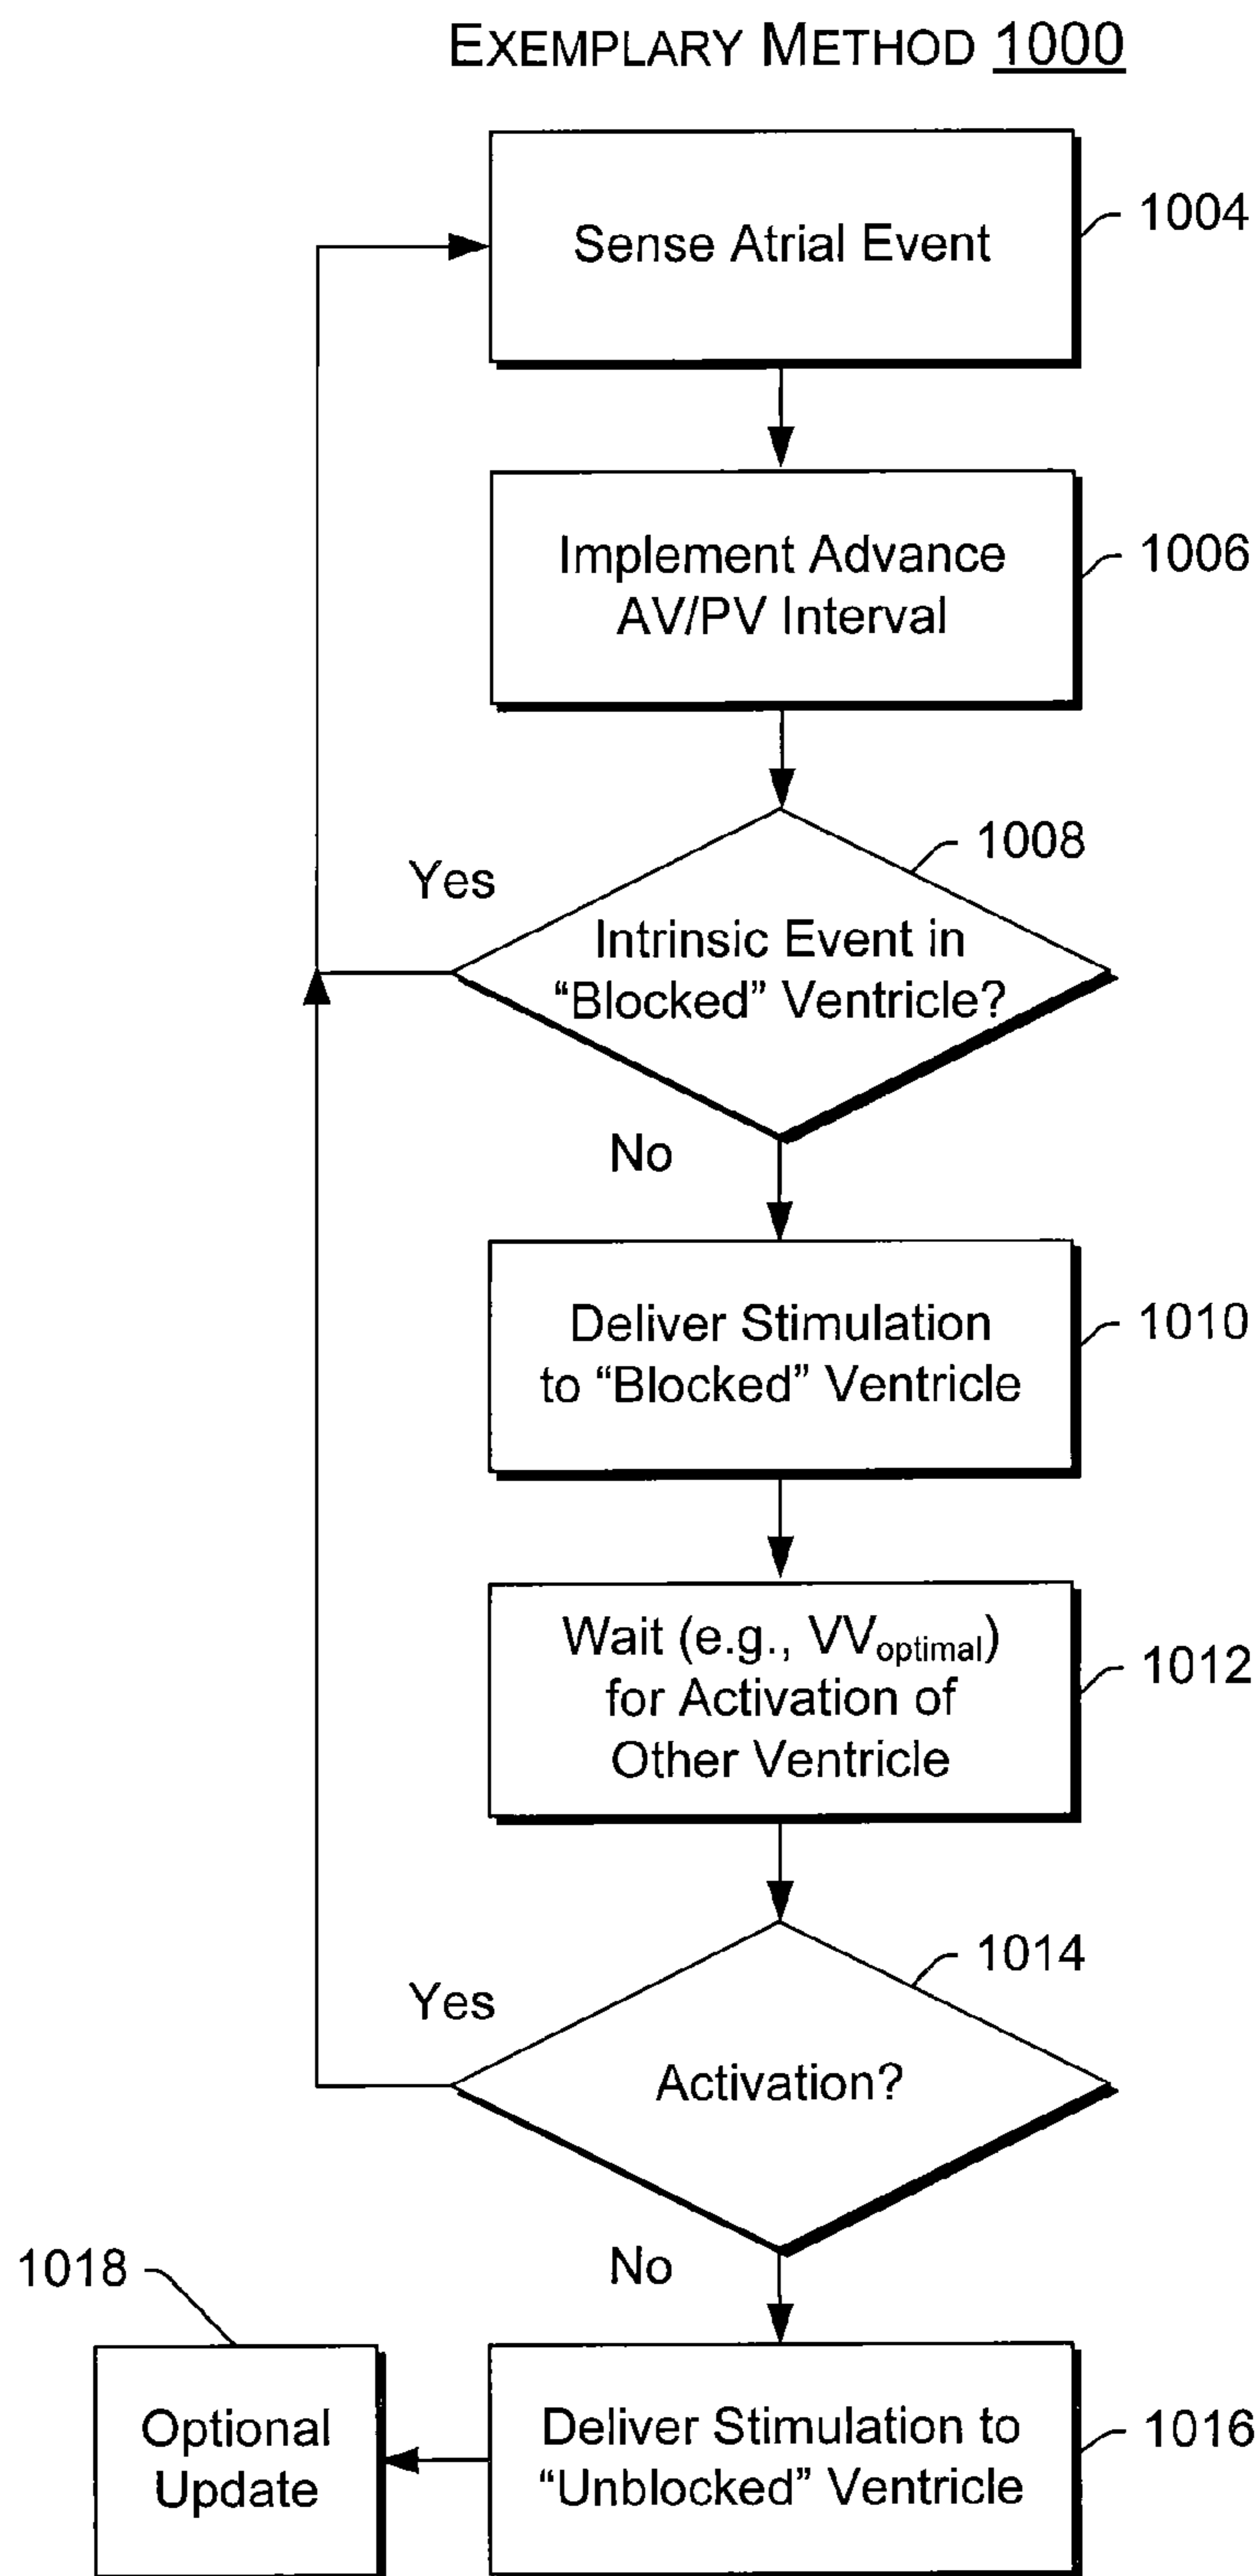 EXEMPLARY METHOD 1000
Sense Atrial Event
1004
Implement Advance
AV/PV Interval
1006
1008
Yes
Intrinsic Event in
“Blocked” Ventricle?
No
Deliver Stimulation
to “Blocked” Ventricle
1010
Wait (e.g., VVoptimal)
for Activation of
Other Ventricle
1012
1014
Yes
Activation?
No
1018
Optional
Update
Deliver Stimulation to
“Unblocked” Ventricle
1016